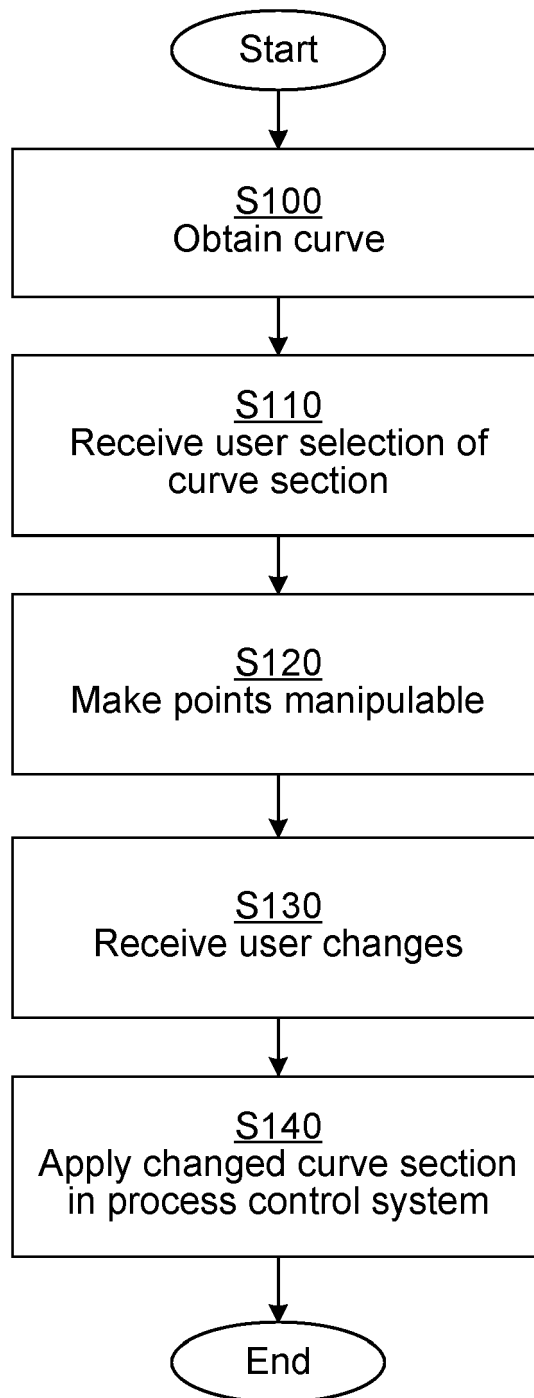 Start
S100
Obtain curve
S110
Receive user selection of
curve section
S120
Make points manipulable
S130
Receive user changes
S140
Apply changed curve section
in process control system
End